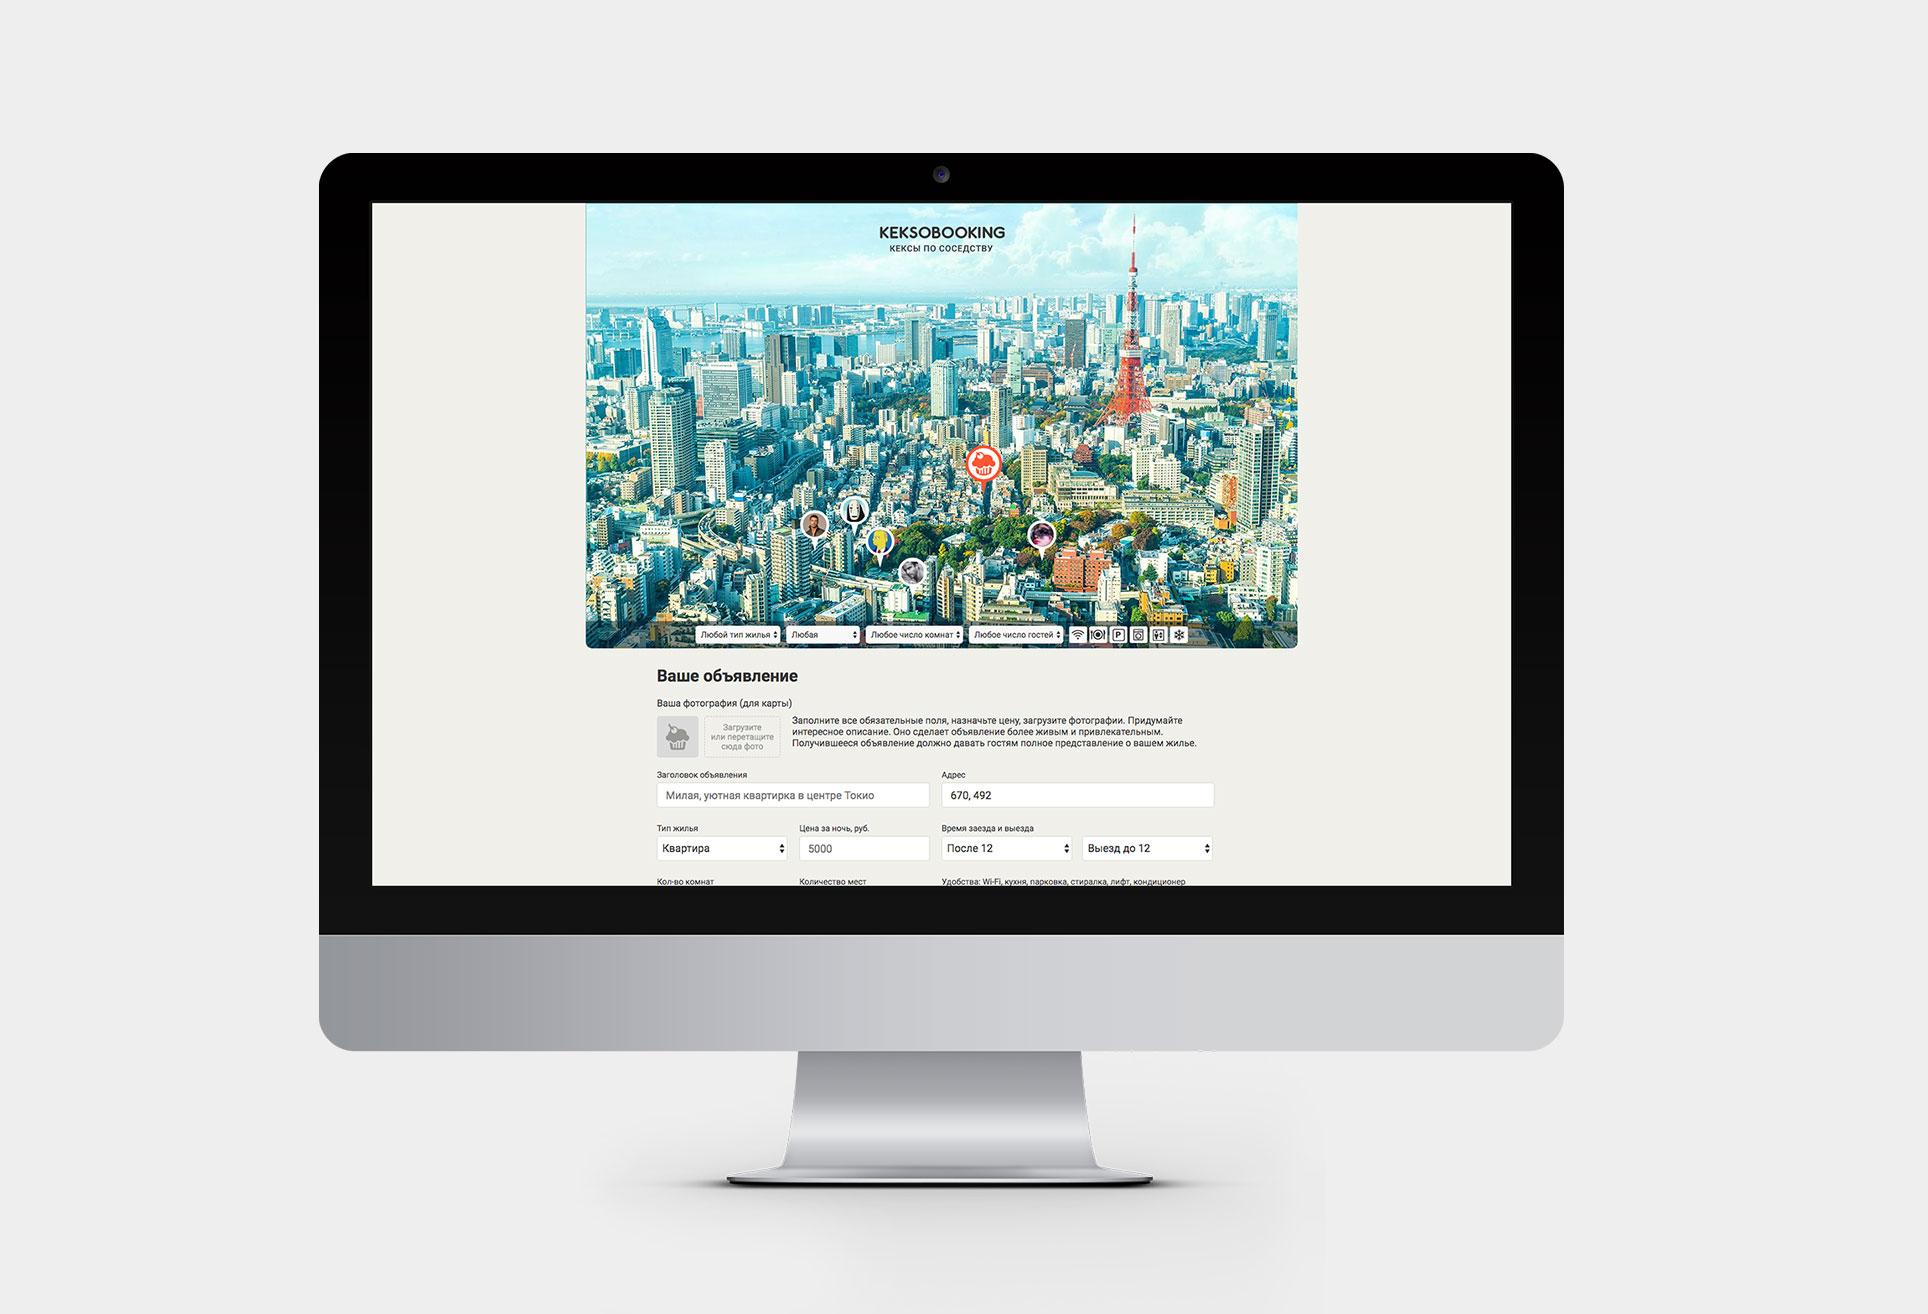 KEKSOBOOKING
КЕКСЫ ПО СОСЕДСТВУ
Любой тип жилья
Любая
Любое число комнат
Любое число гостей
P
Ваше объявление
Ваша фотография (для карты)
Загрузите
или перетащите
сюда фото
Заполните все обязательные поля, назначьте цену, загрузите фотографии. Придумайте
интересное описание. Оно сделает объявление более живым и привлекательным.
Получившееся объявление должно давать гостям полное представление о вашем жилье.
Заголовок объявления
Адрес
Милая, уютная квартирка в центре Токио
670, 492
Тип жилья
Цена за ночь, руб.
Время заезда и выезда
Квартира
5000
После 12
Выезд до 12
Кол-во комнат
Количество мест
Удобства: Wi-Fi, кухня, парковка, стиралка, лифт, кондиционер